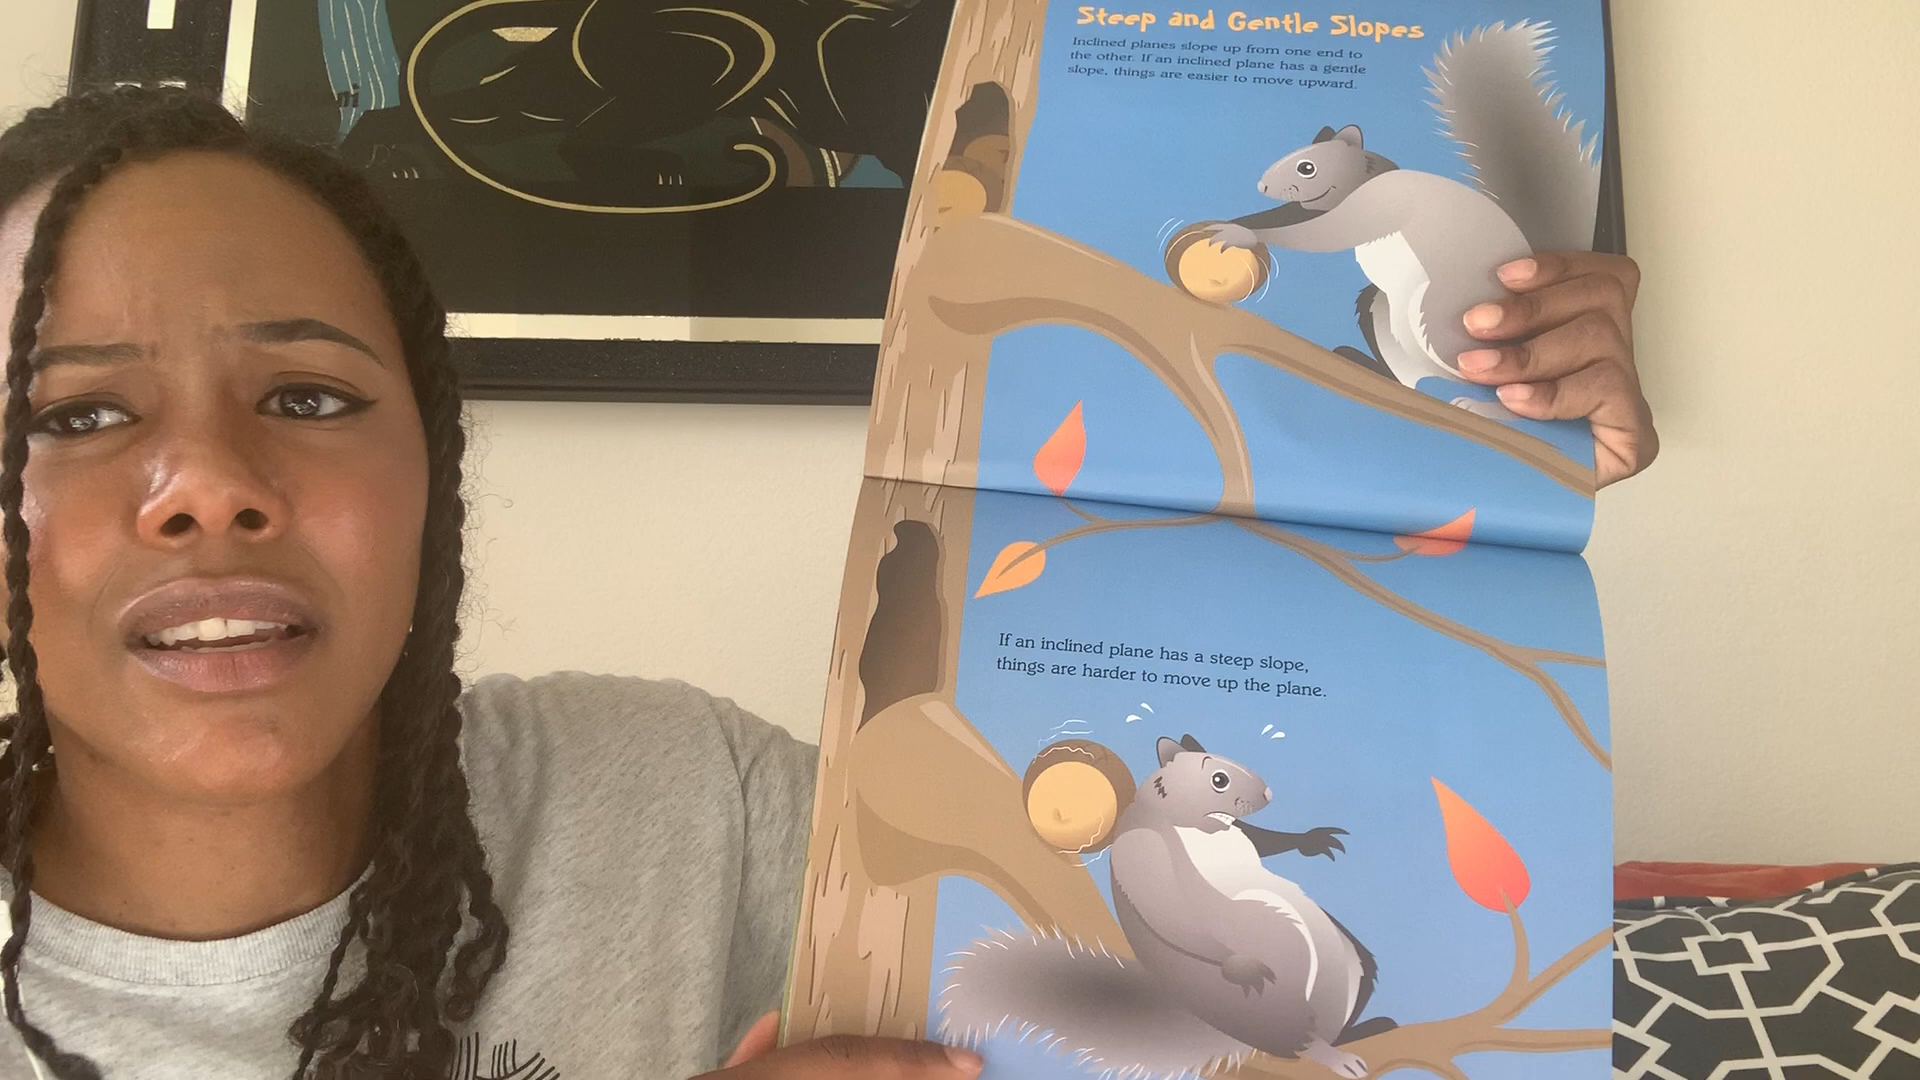 Steep and Gentle Slopes
Inclined planes slope up from one end to
the other. If an inclined plane has a gentle
slope, things are easier to move upward.
If an inclined plane has a steep slope,
things are harder to move up the plane.